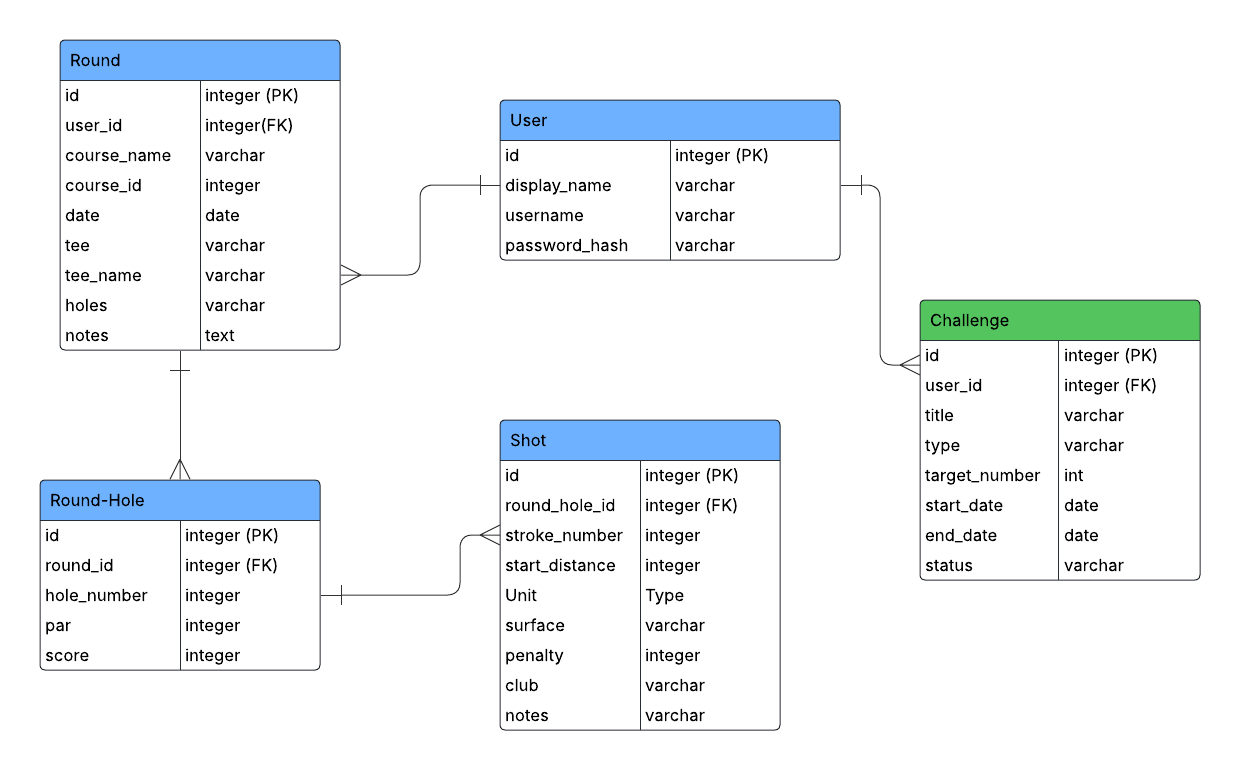 Round
id integer (PK)
user_id integer(FK)
course_name varchar
course_id integer
date date
tee varchar
tee_name varchar
holes varchar
notes text
User
id integer (PK)
display_name varchar
username varchar
password_hash varchar
Challenge
id integer (PK)
user_id integer (FK)
title varchar
type varchar
target_number int
start_date date
end_date date
status varchar
Round-Hole
id integer (PK)
round_id integer (FK)
hole_number integer
par integer
score integer
Shot
id integer (PK)
round_hole_id integer (FK)
stroke_number integer
start_distance integer
Unit Type
surface varchar
penalty integer
club varchar
notes varchar